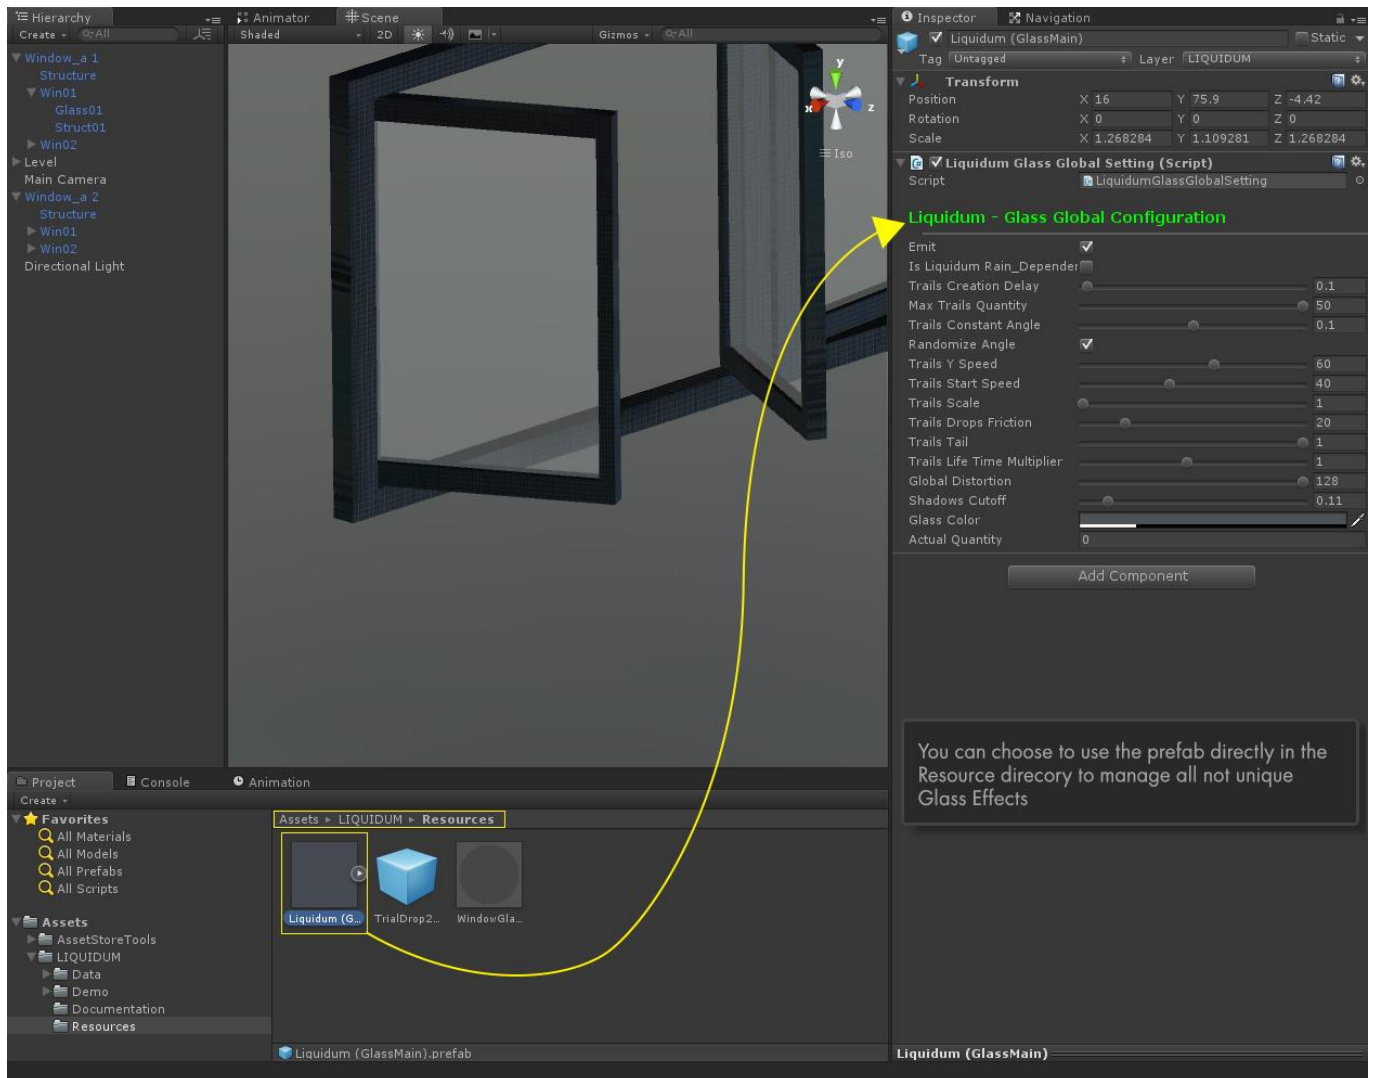 Hierarchy
Create
All
Window_a 1
Structure
Win01
Glass01
Struct01
Win02
Level
Main Camera
Window_a 2
Structure
Win01
Win02
Directional Light
Animator
Scene
Shaded
2D
Gizmos
All
y
x
z
Iso
Inspector
Navigation
Liquidum (GlassMain)
Static
Tag Untagged
Layer LIQUIDUM
Transform
Position X 16 Y 75.9 Z -4.42
Rotation X 0 Y 0 Z 0
Scale X 1.268284 Y 1.109281 Z 1.268284
Liquidum Glass Global Setting (Script)
Script LiquidumGlassGlobalSetting
Liquidum - Glass Global Configuration
Emit
Is Liquidum Rain_Depender
Trails Creation Delay 0.1
Max Trails Quantity 50
Trails Constant Angle 0.1
Randomize Angle
Trails Y Speed 60
Trails Start Speed 40
Trails Scale 1
Trails Drops Friction 20
Trails Tail 1
Trails Life Time Multiplier 1
Global Distortion 128
Shadows Cutoff 0.11
Glass Color
Actual Quantity 0
Add Component
You can choose to use the prefab directly in the
Resource direcory to manage all not unique
Glass Effects
Project
Console
Animation
Create
Favorites
All Materials
All Models
All Prefabs
All Scripts
Assets
AssetStoreTools
LIQUIDUM
Data
Demo
Documentation
Resources
Assets LIQUIDUM Resources
Liquidum (G...
TrialDrop2...
WindowGla...
Liquidum (GlassMain).prefab
Liquidum (GlassMain)